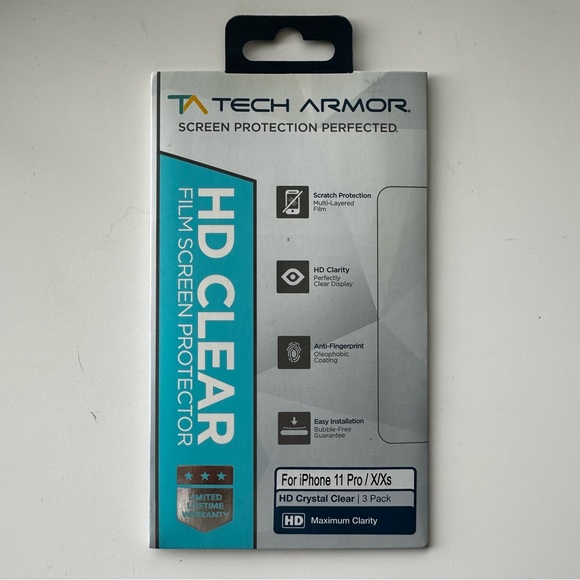 TA TECH ARMOR®
SCREEN PROTECTION PERFECTED.
HD CLEAR
FILM SCREEN PROTECTOR
Scratch Protection
Multi-Layered
Film
HD Clarity
Perfectly
Clear Display
Anti-Fingerprint
Oleophobic
Coating
Easy Installation
Bubble-Free
Guarantee
LIMITED
LIFETIME
WARRANTY
For iPhone 11 Pro / X/Xs
HD Crystal Clear | 3 Pack
HD Maximum Clarity